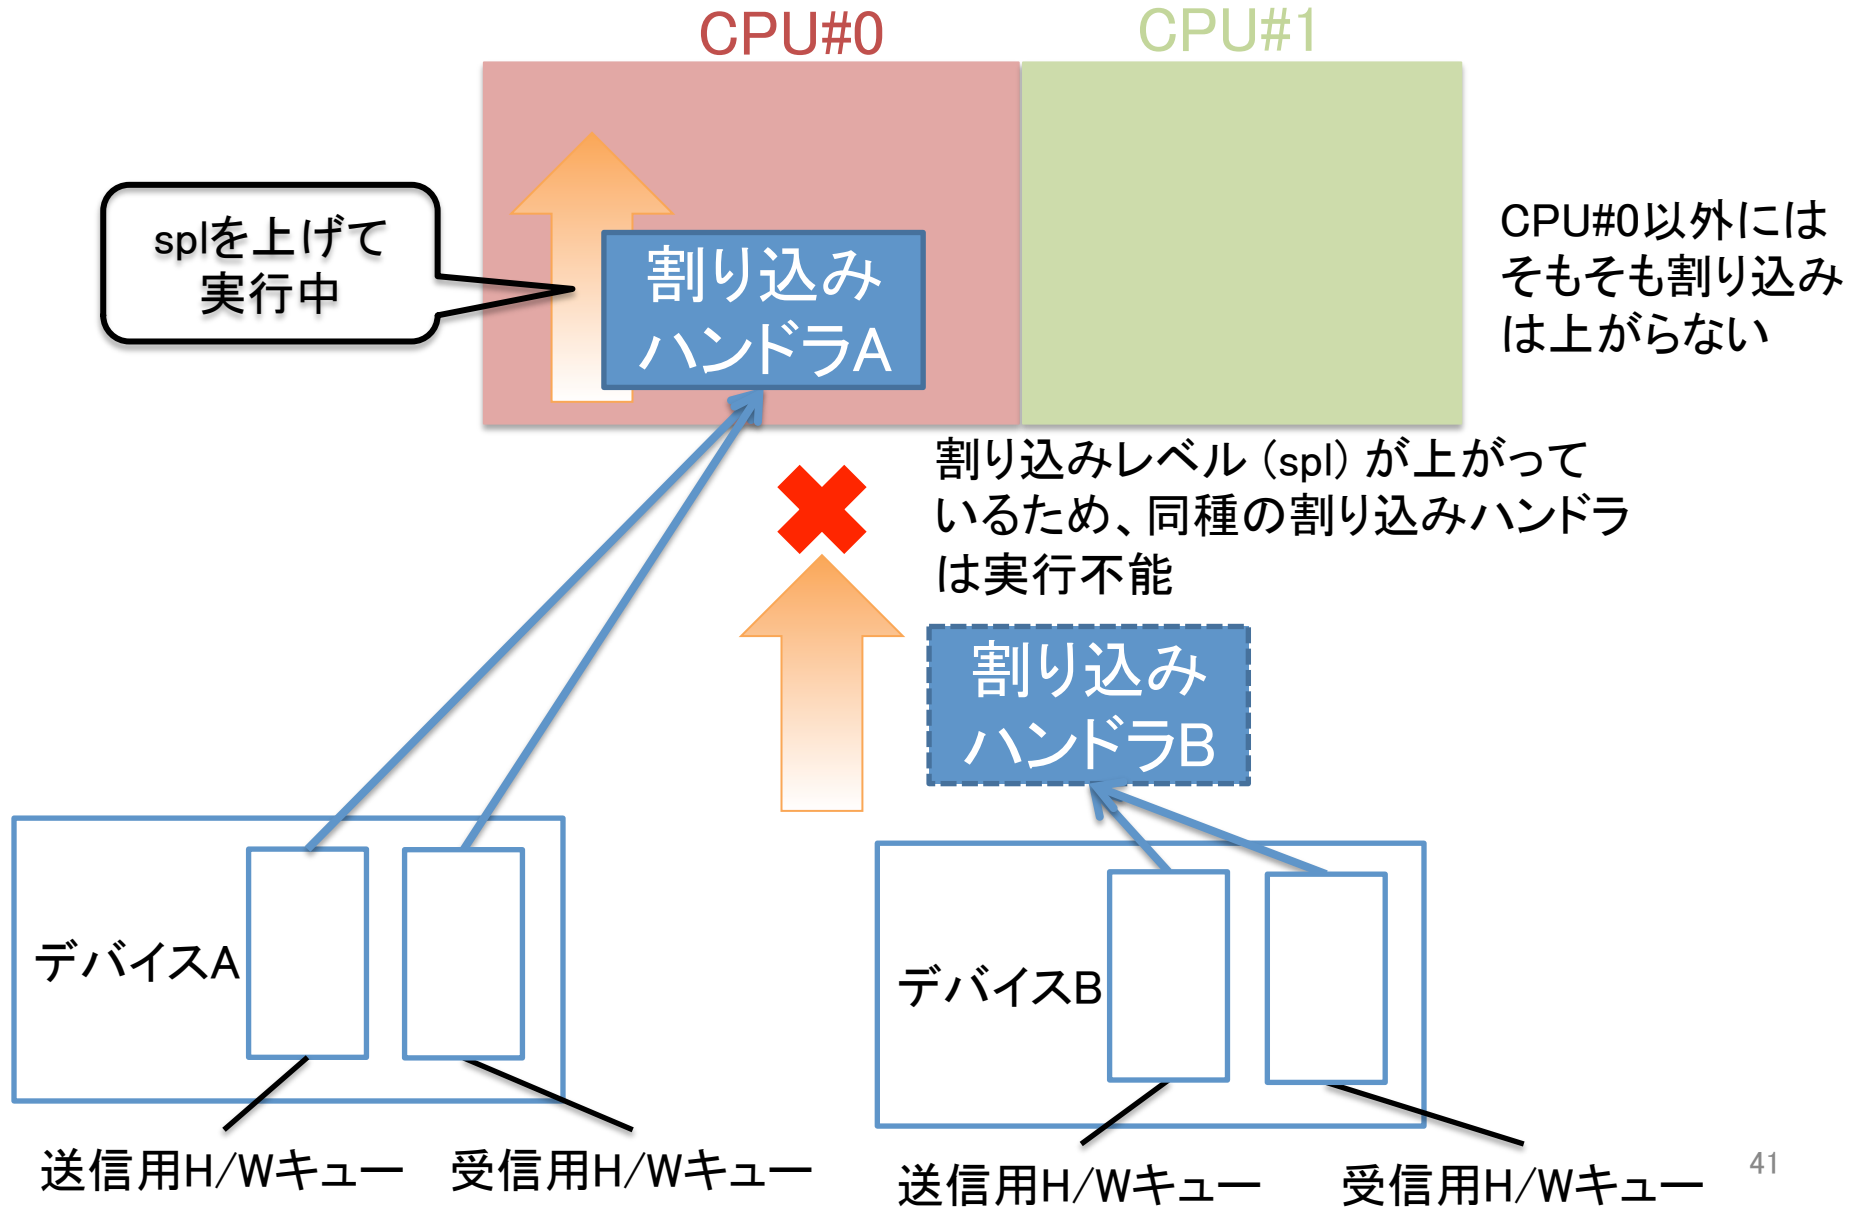 CPU#0
CPU#1
splを上げて
実行中
割り込み
ハンドラA
CPU#0以外には
そもそも割り込み
は上がらない
割り込みレベル（spl）が上がって
いるため、同種の割り込みハンドラ
は実行不能
割り込み
ハンドラB
デバイスA
デバイスB
送信用H/Wキュー
受信用H/Wキュー
送信用H/Wキュー
受信用H/Wキュー
41